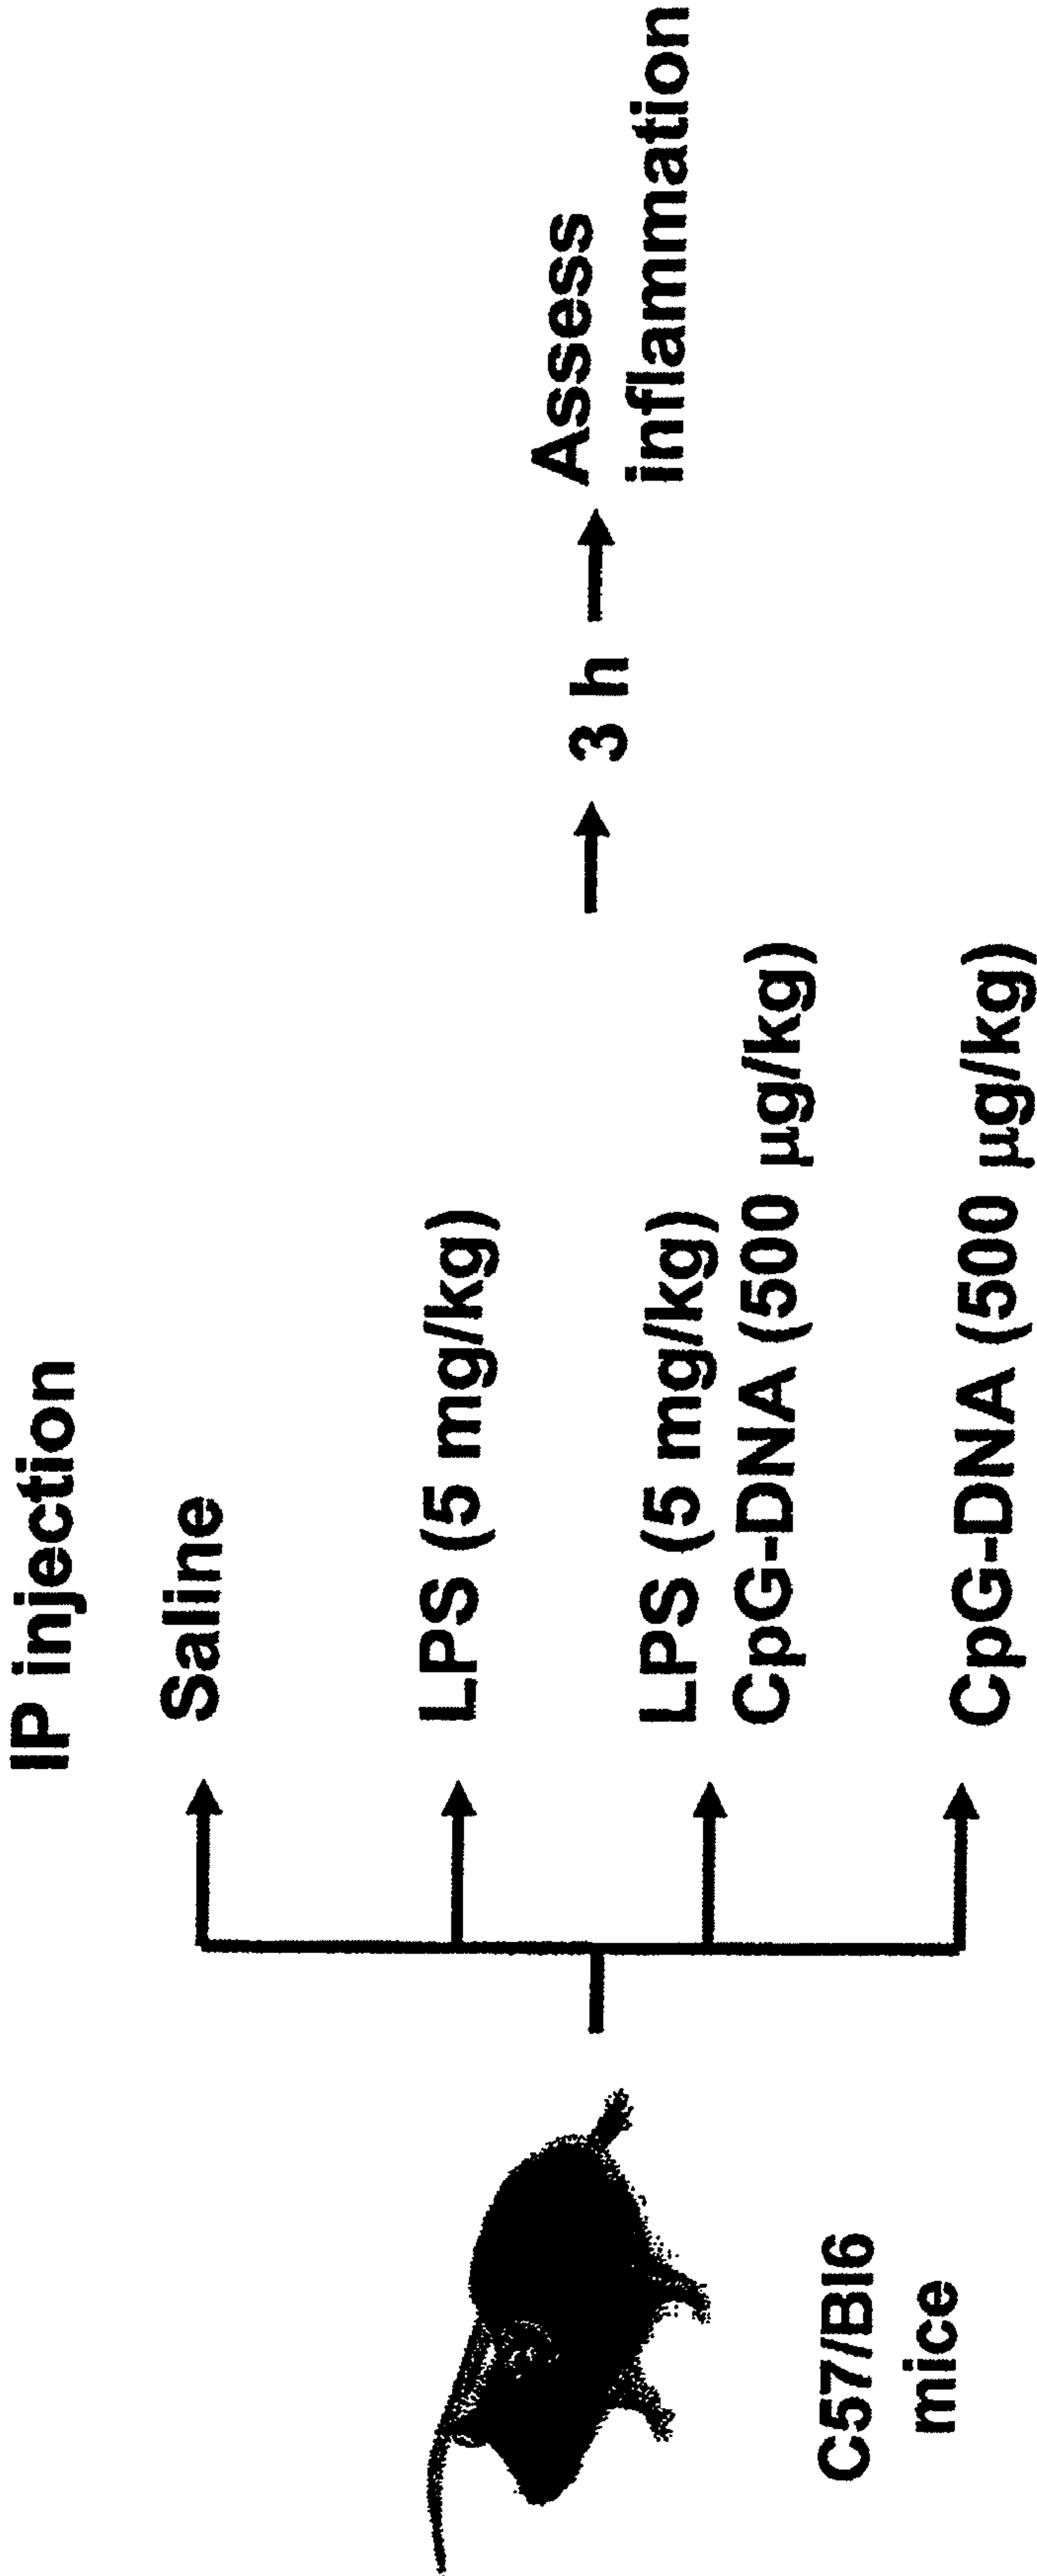 IP injection
Saline
LPS (5 mg/kg)
LPS (5 mg/kg)
CpG-DNA (500 µg/kg)
CpG-DNA (500 µg/kg)
C57/Bl6
mice
3 h
Assess
inflammation